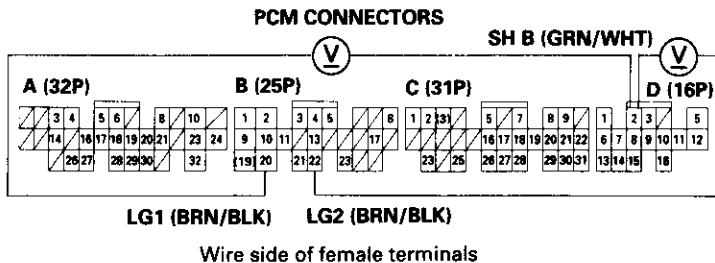 PCM CONNECTORS
V
SH B (GRN/WHT)
V
A (32P) B (25P) C (31P) D (16P)
3 4 5 6 8 10 1 2 3 4 5 8 1 2 (31) 5 7 8 9 1 2 3 5
14 16 17 18 19 20 21 23 24 9 10 11 13 17 16 17 18 19 20 21 22 6 7 8 9 10 11 12
26 27 28 29 30 32 (19) 20 21 22 23 23 25 26 27 28 29 30 31 13 14 15 16
LG1 (BRN/BLK) LG2 (BRN/BLK)
Wire side of female terminals